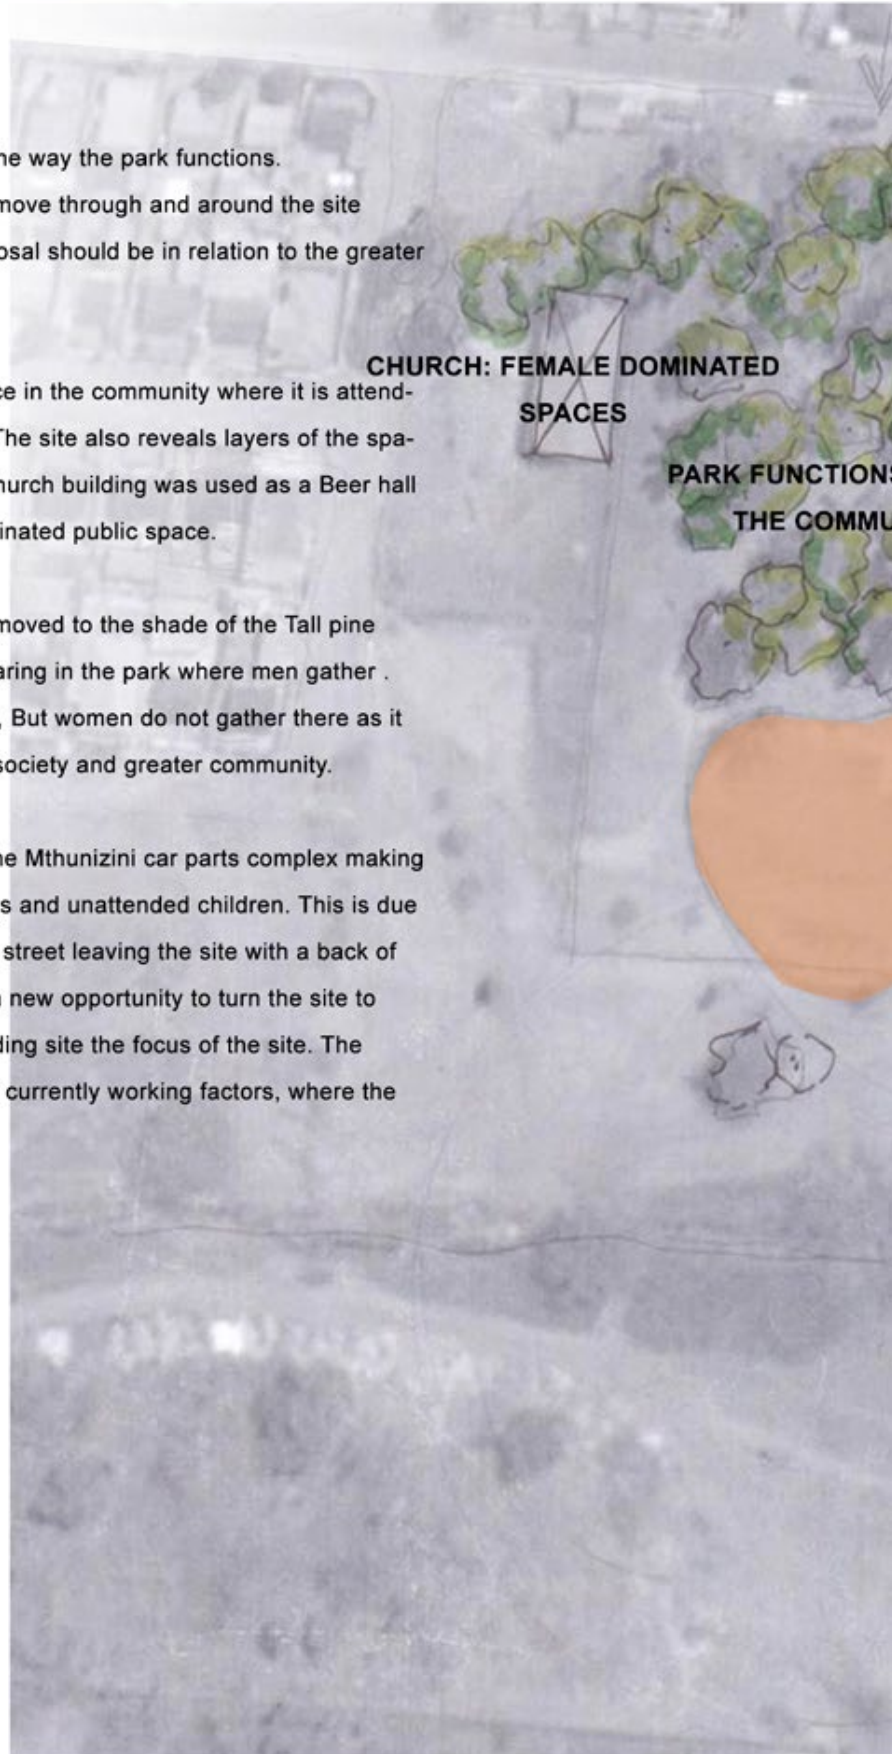 he way the park functions.
move through and around the site
osal should be in relation to the greater
ce in the community where it is attend-
The site also reveals layers of the spa-
hurch building was used as a Beer hall
inated public space.
moved to the shade of the Tall pine
aring in the park where men gather .
, But women do not gather there as it
society and greater community.
he Mthunizini car parts complex making
s and unattended children. This is due
street leaving the site with a back of
new opportunity to turn the site to
ding site the focus of the site. The
currently working factors, where the
CHURCH: FEMALE DOMINATED
SPACES
PARK FUNCTIONS
THE COMMU